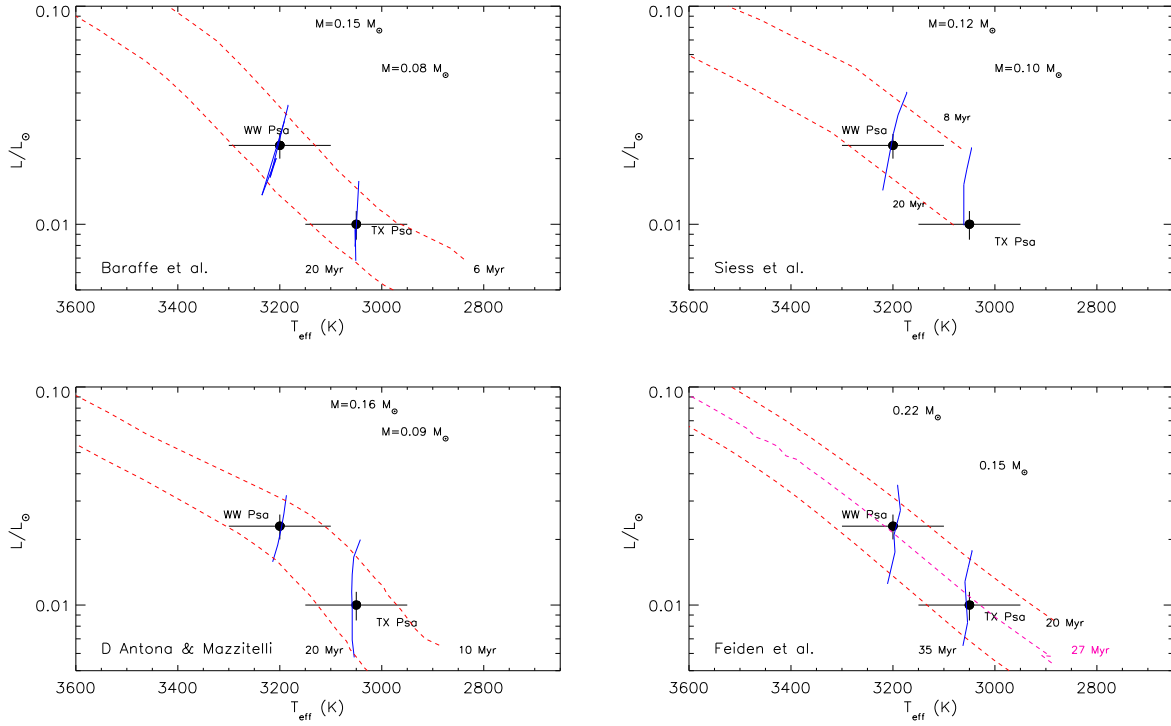 M=0.15 M⊙
M=0.08 M⊙
WW Psa
TX Psa
Baraffe et al.
20 Myr
6 Myr
0.10
0.01
L/L⊙
3600 3400 3200 3000 2800
Teff (K)
M=0.12 M⊙
M=0.10 M⊙
8 Myr
WW Psa
20 Myr
TX Psa
Siess et al.
0.10
0.01
L/L⊙
3600 3400 3200 3000 2800
Teff (K)
M=0.16 M⊙
M=0.09 M⊙
WW Psa
TX Psa
D Antona & Mazzitelli
20 Myr
10 Myr
0.10
0.01
L/L⊙
3600 3400 3200 3000 2800
Teff (K)
0.22 M⊙
0.15 M⊙
WW Psa
TX Psa
20 Myr
Feiden et al.
35 Myr
27 Myr
0.10
0.01
L/L⊙
3600 3400 3200 3000 2800
Teff (K)